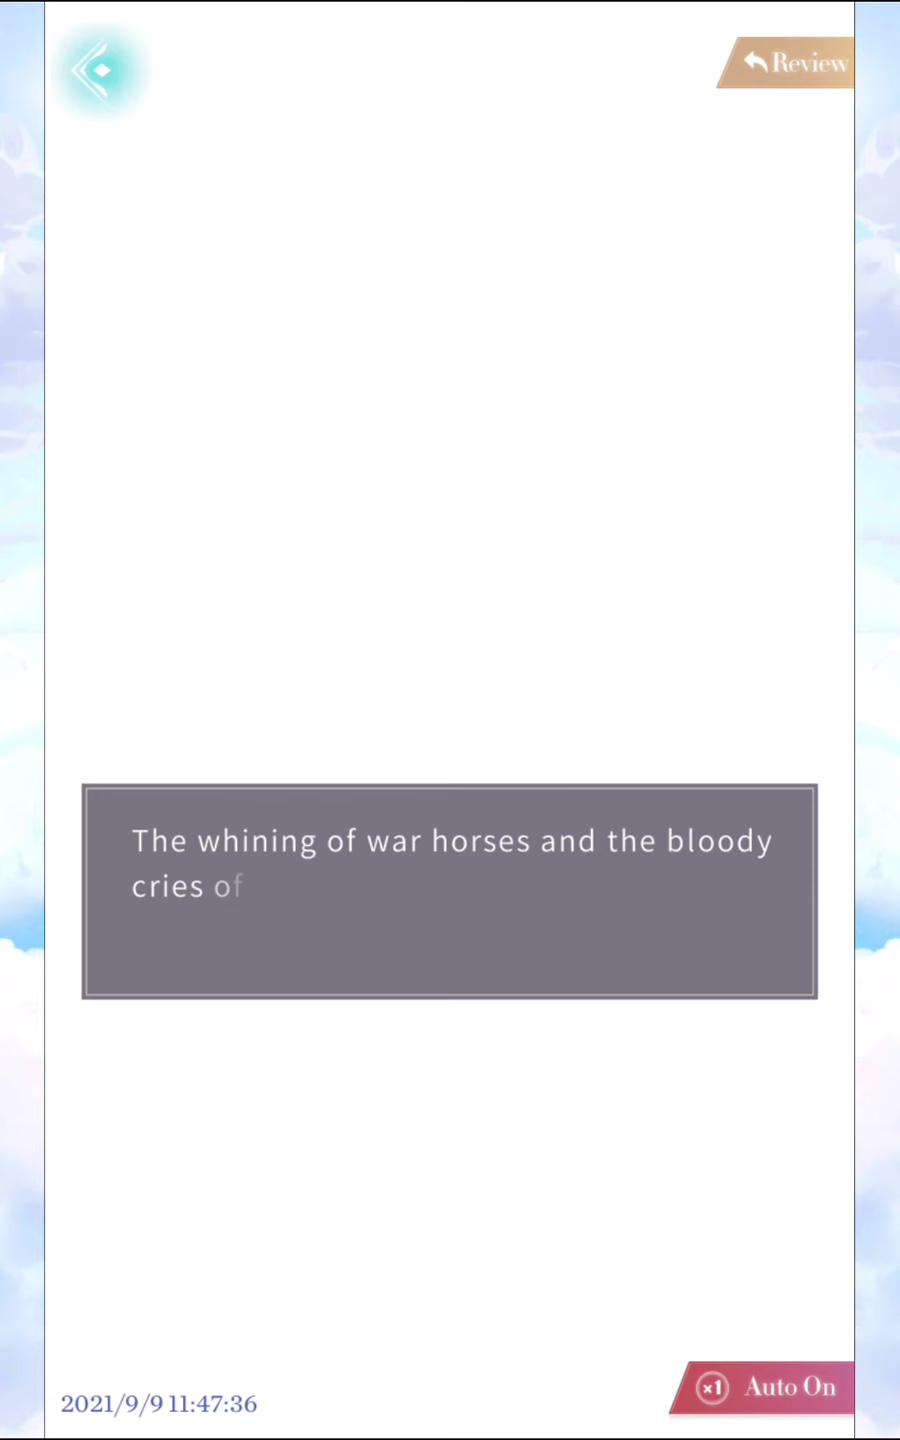 Review
The whining of war horses and the bloody
cries of
2021/9/9 11:47:36
×1 Auto On